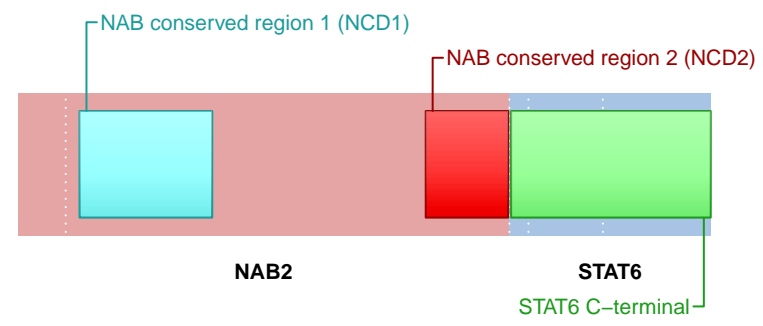 NAB conserved region 1 (NCD1)
NAB conserved region 2 (NCD2)
NAB2
STAT6
STAT6 C−terminal